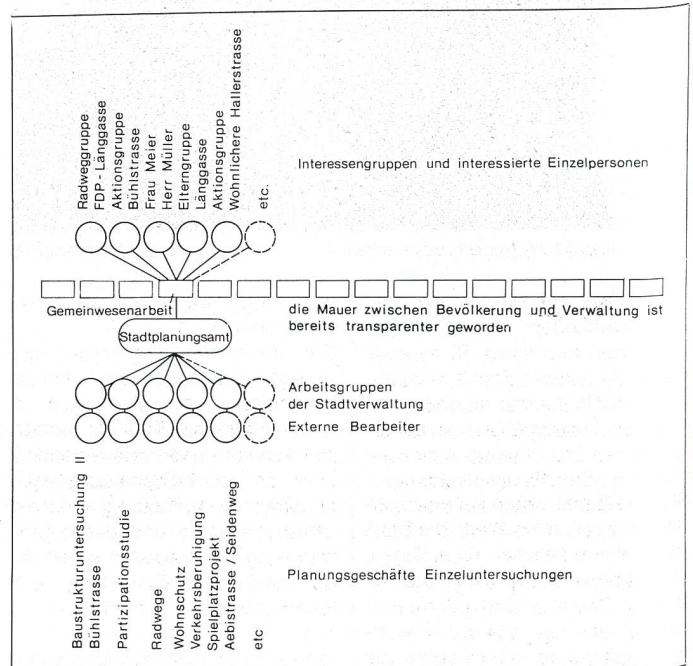 Radweggruppe
FDP - Länggasse
Aktionsgruppe
Bühlstrasse
Frau Meier
Herr Müller
Elterngruppe
Länggasse
Aktionsgruppe
Wohnlichere Hallerstrasse
etc.
Interessengruppen und interessierte Einzelpersonen
Gemeinwesenarbeit
die Mauer zwischen Bevölkerung und Verwaltung ist
bereits transparenter geworden
Stadtplanungsamt
Arbeitsgruppen
der Stadtverwaltung
Externe Bearbeiter
Baustrukturuntersuchung II
Bühlstrasse
Partizipationsstudie
Radwege
Wohnschutz
Verkehrsberuhigung
Spielplatzprojekt
Aebistrasse / Seidenweg
etc
Planungsgeschäfte Einzeluntersuchungen